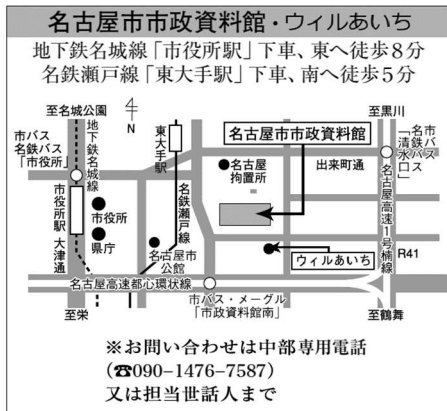 名古屋市市政資料館・ウィルあいち
地下鉄名城線「市役所駅」下車、東へ徒歩8分
名鉄瀬戸線「東大手駅」下車、南へ徒歩5分
至名城公園
N
至黒川
市バス
名鉄バス
「市役所」
地下鉄名城線
東大手駅
名古屋市市政資料館
名古屋
拘置所
出来町通
市バス
名鉄バス
「清水口」
市役所駅
大津通
市役所
県庁
名鉄瀬戸線
名古屋市
公館
ウィルあいち
名古屋高速1号楠線
R41
名古屋高速都心環状線
至栄
市バス・メーグル
「市政資料館南」
至鶴舞
※お問い合わせは中部専用電話
(☎090−1476−7587)
又は担当世話人まで